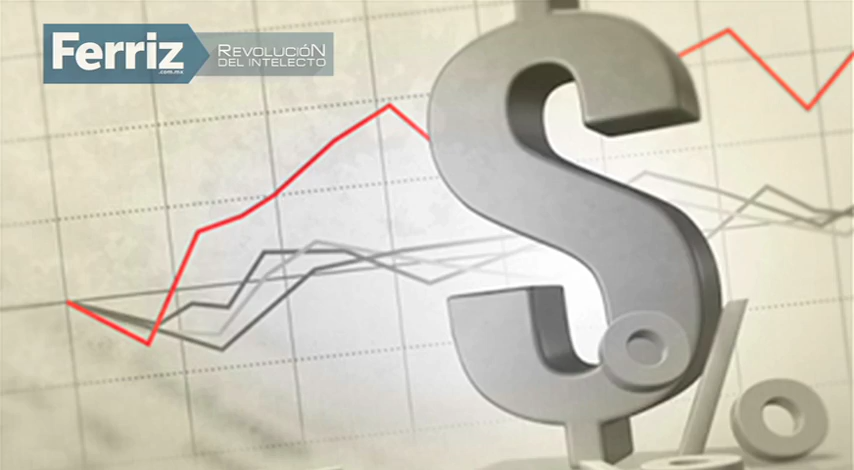 Ferriz
.com.mx
REVOLUCIÓN
DEL INTELECTO
$
%